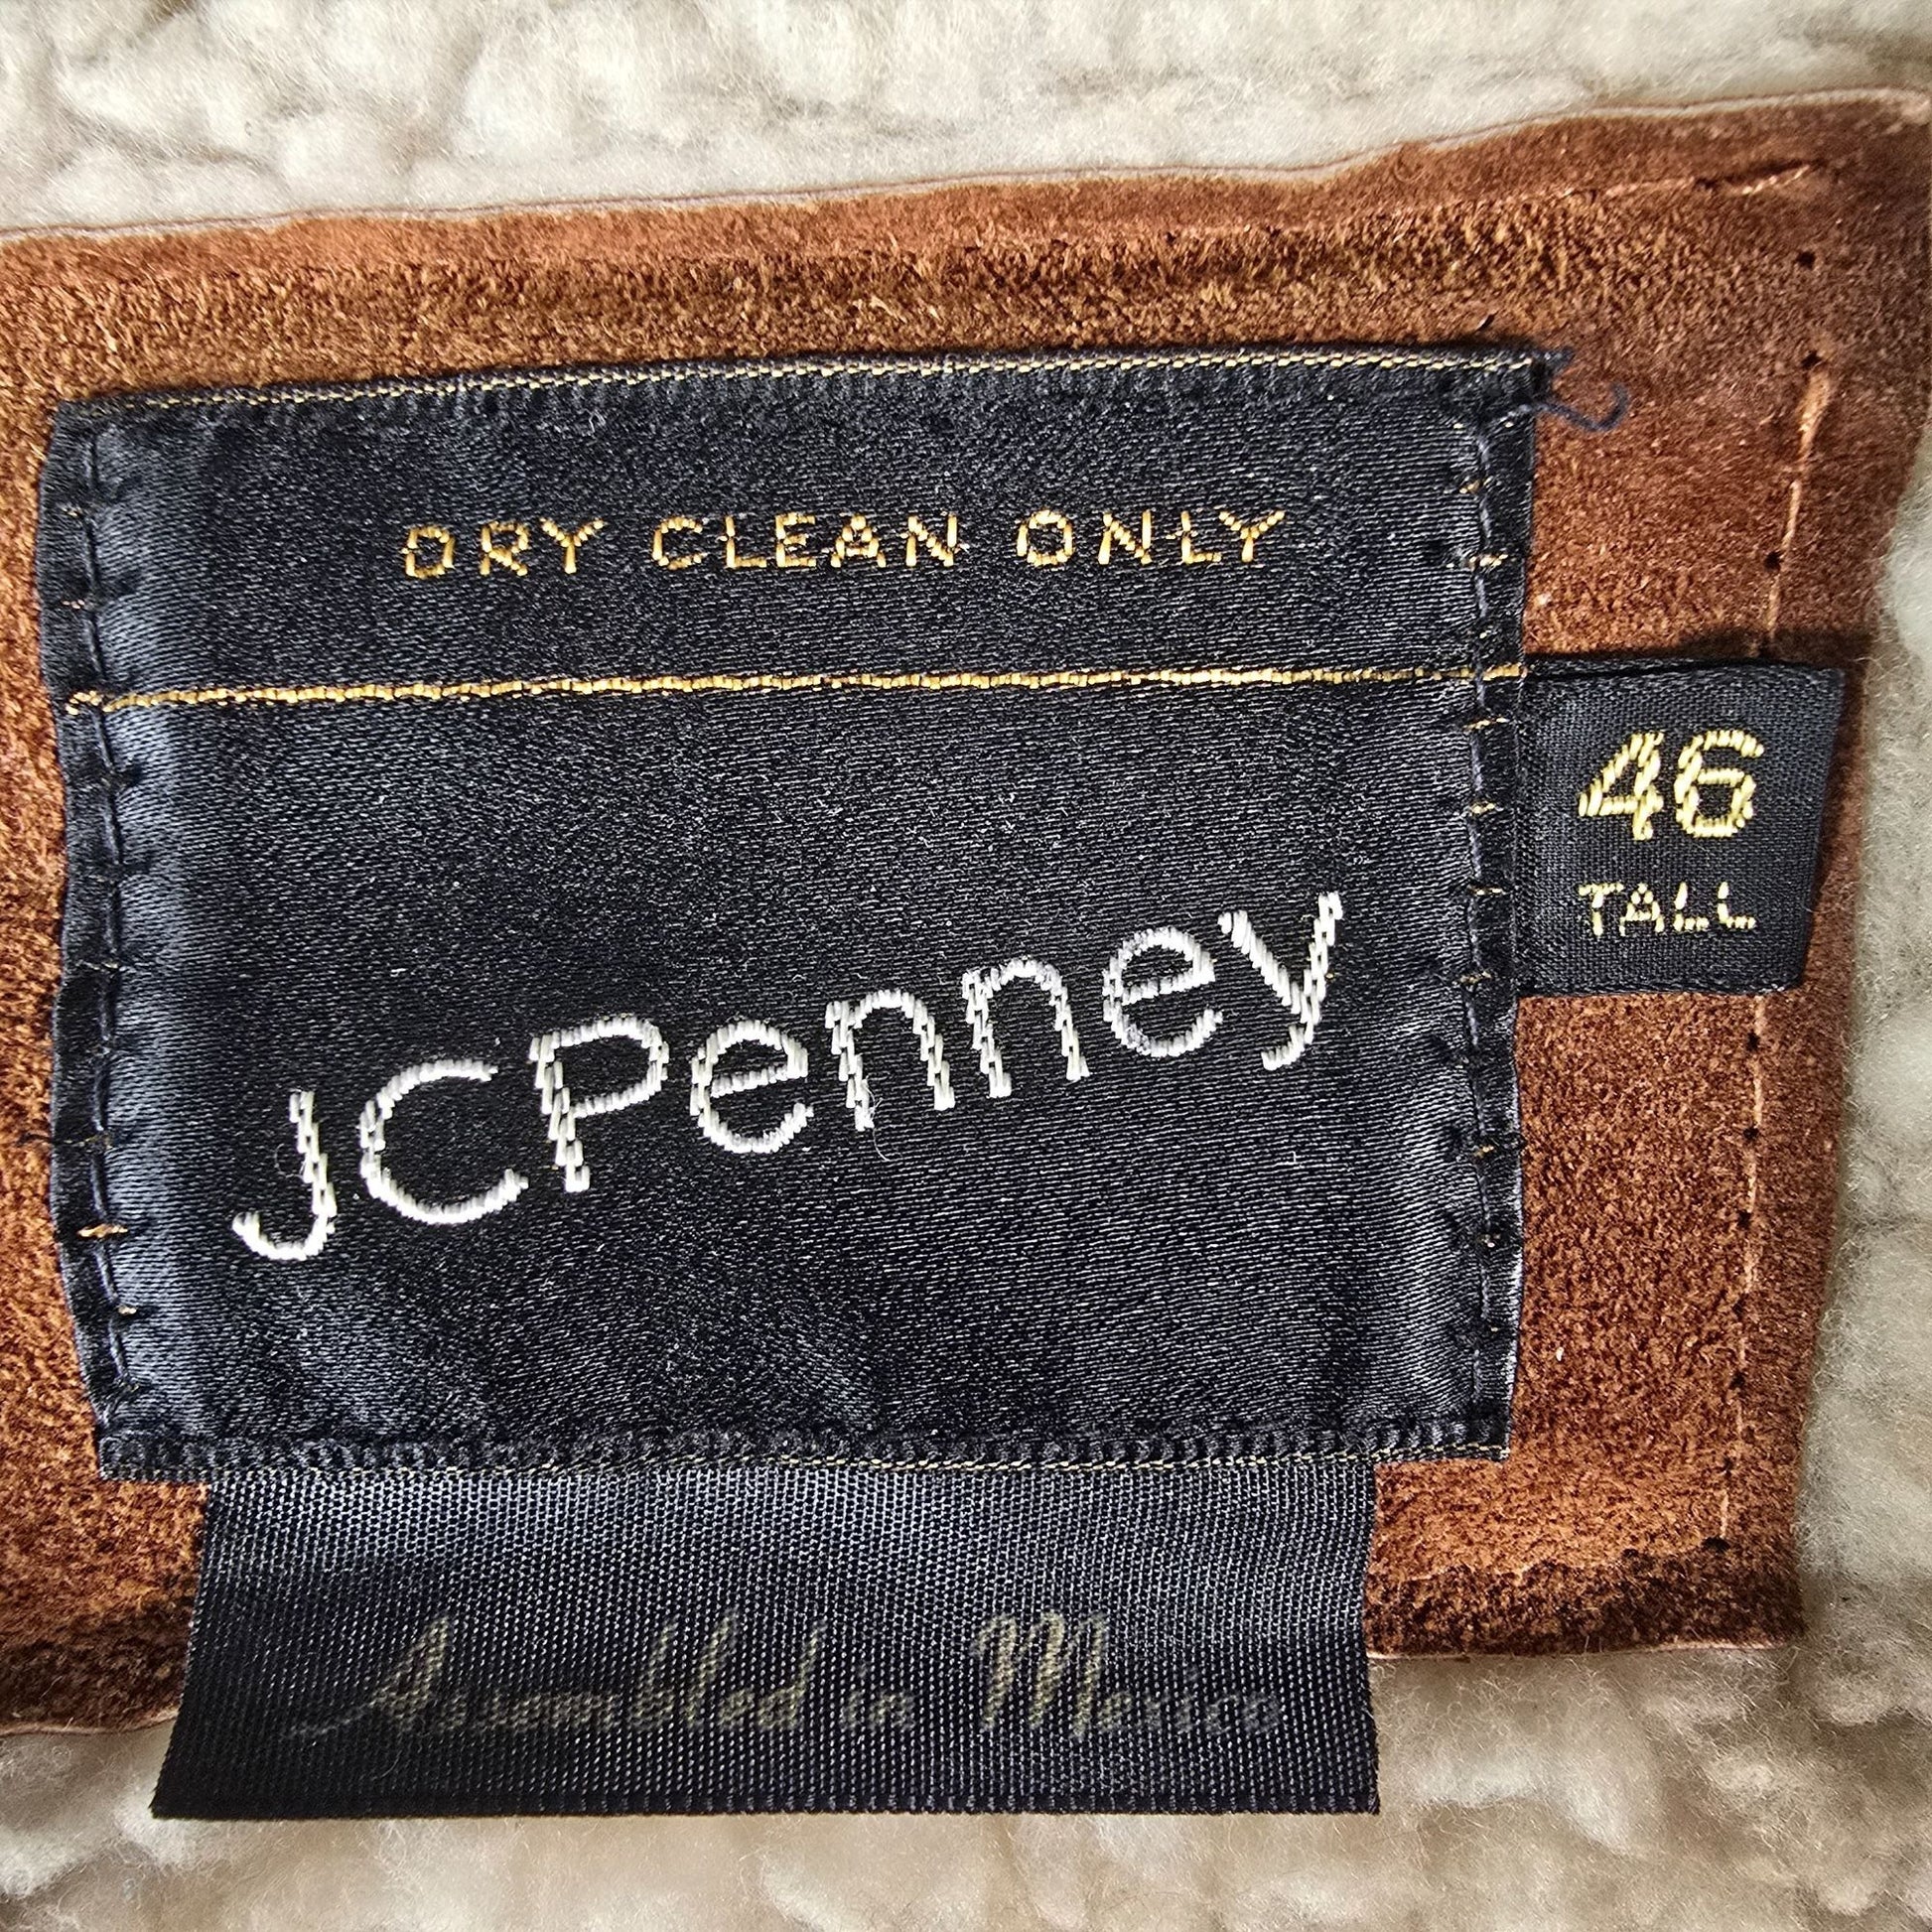 DRY CLEAN ONLY
46
TALL
JCPenney
Assembled in Mexico